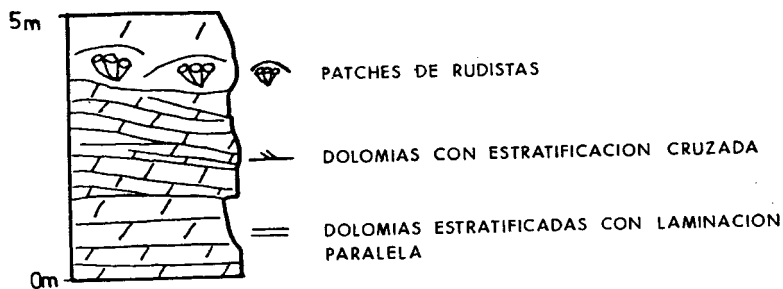 5m
PATCHES DE RUDISTAS
DOLOMIAS CON ESTRATIFICACION CRUZADA
DOLOMIAS ESTRATIFICADAS CON LAMINACION
PARALELA
0m